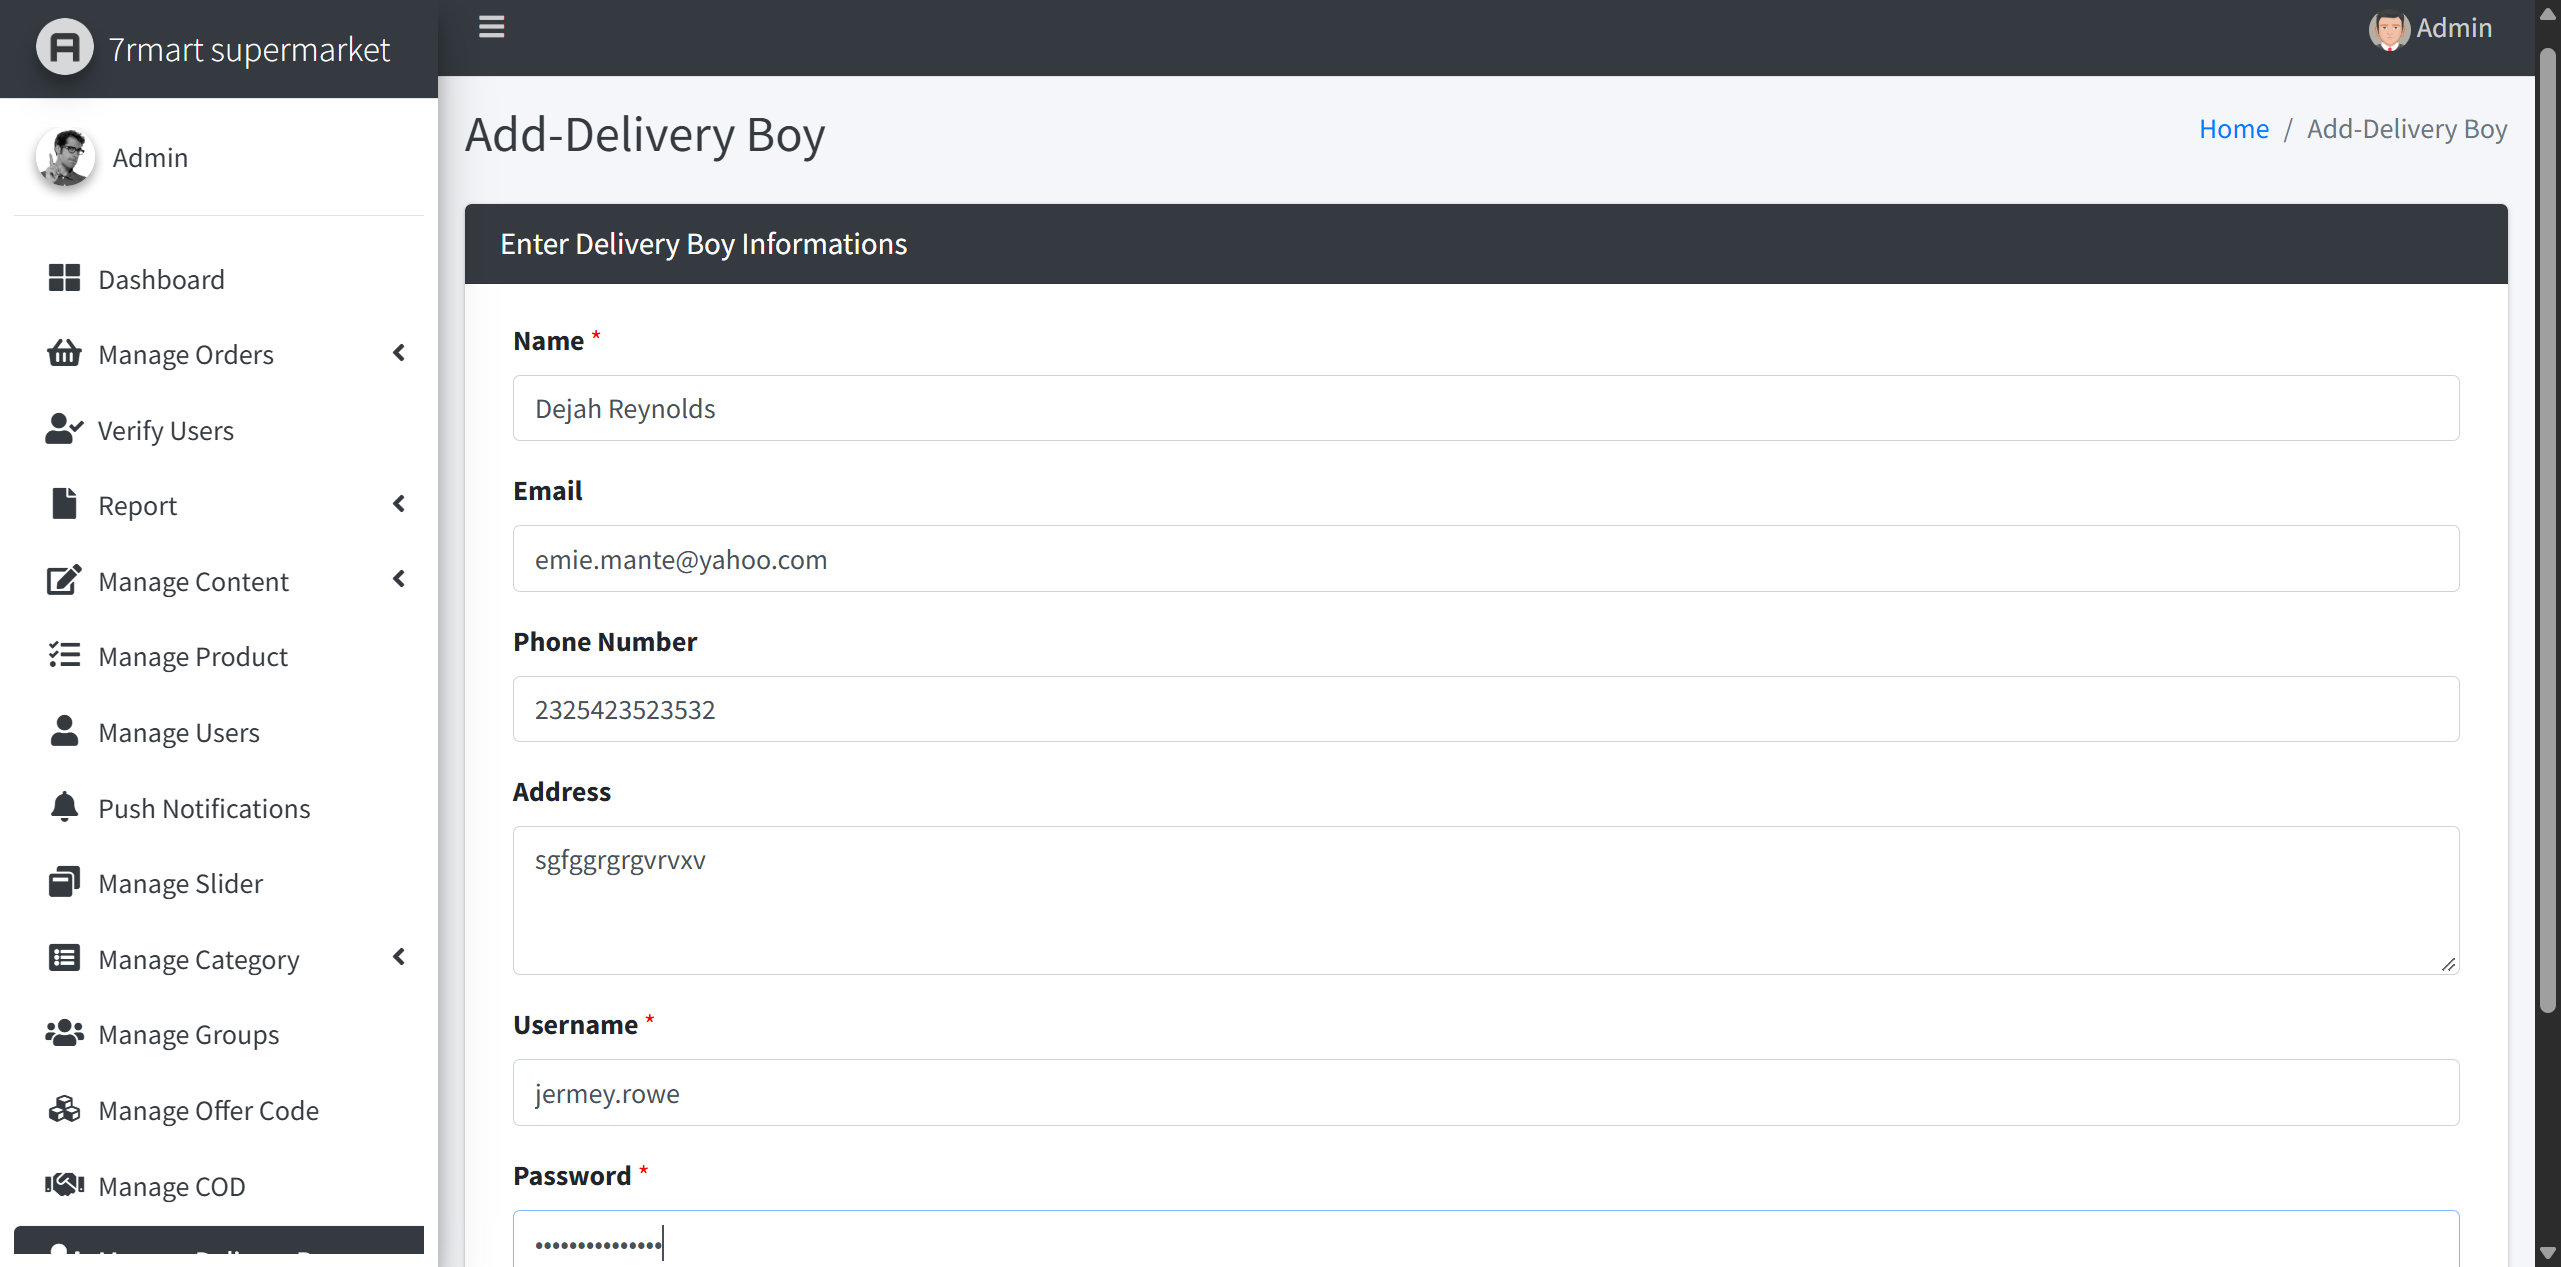 7rmart supermarket
Admin
Admin
Dashboard
Manage Orders
Verify Users
Report
Manage Content
Manage Product
Manage Users
Push Notifications
Manage Slider
Manage Category
Manage Groups
Manage Offer Code
Manage COD
Add-Delivery Boy
Home / Add-Delivery Boy
Enter Delivery Boy Informations
Name *
Dejah Reynolds
Email
emie.mante@yahoo.com
Phone Number
2325423523532
Address
sgfggrgrgvrvxv
Username *
jermey.rowe
Password *
•••••••••••••••